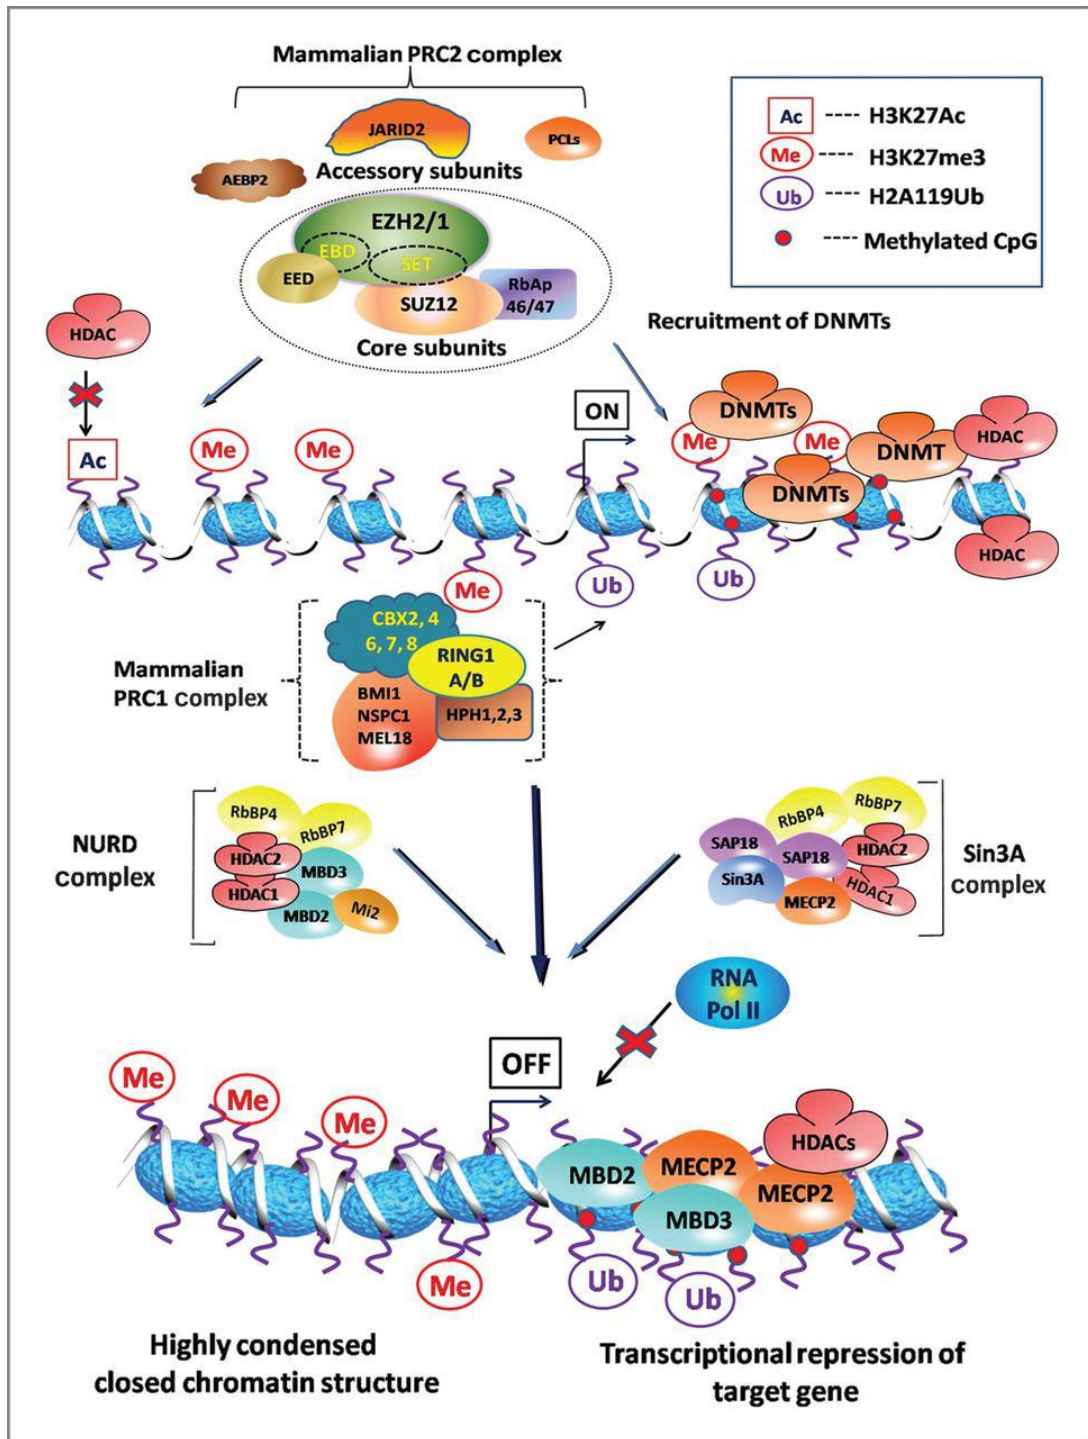 Mammalian PRC2 complex
JARID2
PCLs
AEBP2
Accessory subunits
EZH2/1
EBD
SET
EED
SUZ12
RbAp
46/47
Core subunits
Ac ---- H3K27Ac
Me ---- H3K27me3
Ub ---- H2A119Ub
---- Methylated CpG
HDAC
Recruitment of DNMTs
Ac
Me
Me
ON
Me
DNMTs
Me
DNMT
HDAC
DNMTs
HDAC
Me
Ub
Ub
Mammalian
PRC1 complex
CBX2, 4
6, 7, 8
RING1
A/B
BMI1
NSPC1
MEL18
HPH1,2,3
NURD
complex
RbBP4
RbBP7
HDAC2
MBD3
HDAC1
MBD2
Mi2
RbBP4
RbBP7
SAP18
SAP18
HDAC2
Sin3A
MECP2
HDAC1
Sin3A
complex
RNA
Pol II
OFF
Me
Me
Me
Me
MBD2
MECP2
HDACs
MECP2
MBD3
Ub
Ub
Highly condensed
closed chromatin structure
Transcriptional repression of
target gene